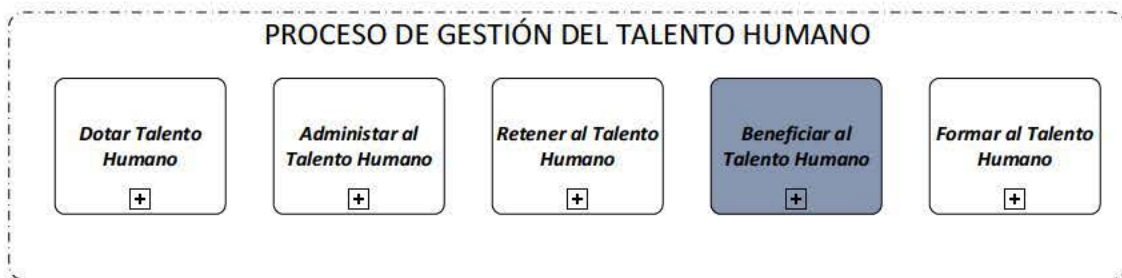 PROCESO DE GESTIÓN DEL TALENTO HUMANO
Dotar Talento
Humano
Administar al
Talento Humano
Retener al Talento
Humano
Beneficiar al
Talento Humano
Formar al Talento
Humano